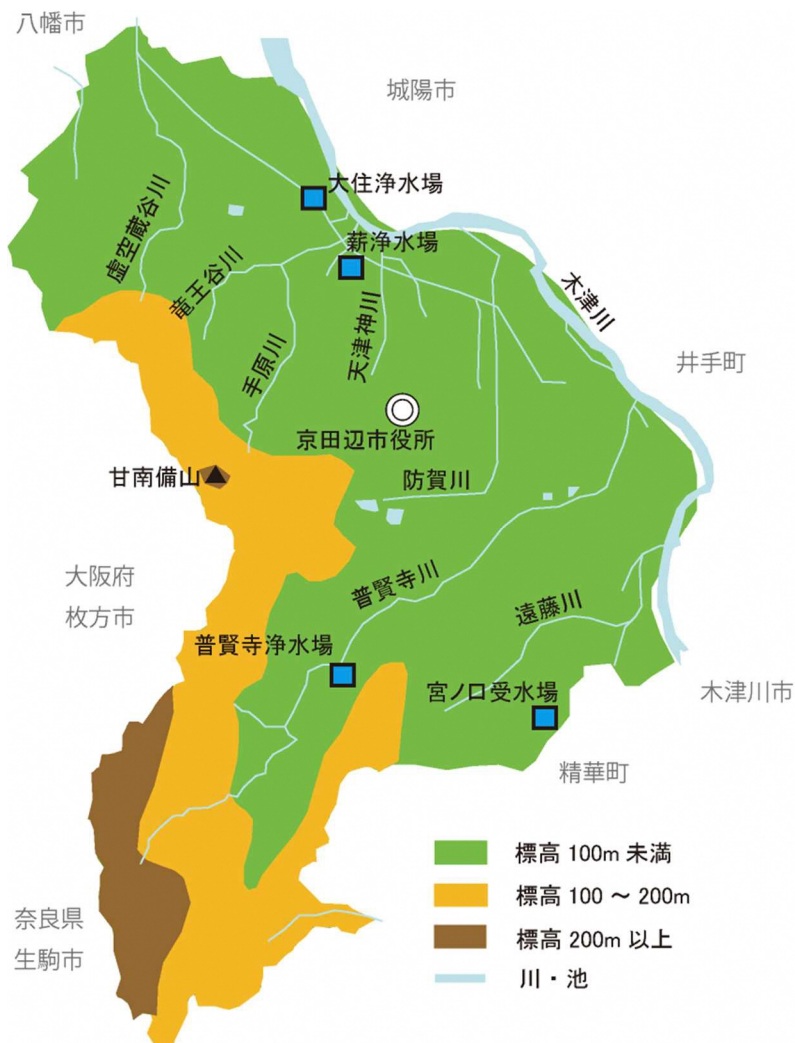 八幡市
城陽市
大住浄水場
薪浄水場
虚空蔵谷川
竜王谷川
木津川
手原川
天津神川
井手町
京田辺市役所
甘南備山
防賀川
大阪府
枚方市
普賢寺川
遠藤川
普賢寺浄水場
宮ノ口受水場
木津川市
精華町
標高 100m 未満
標高 100 ～ 200m
標高 200m 以上
川・池
奈良県
生駒市